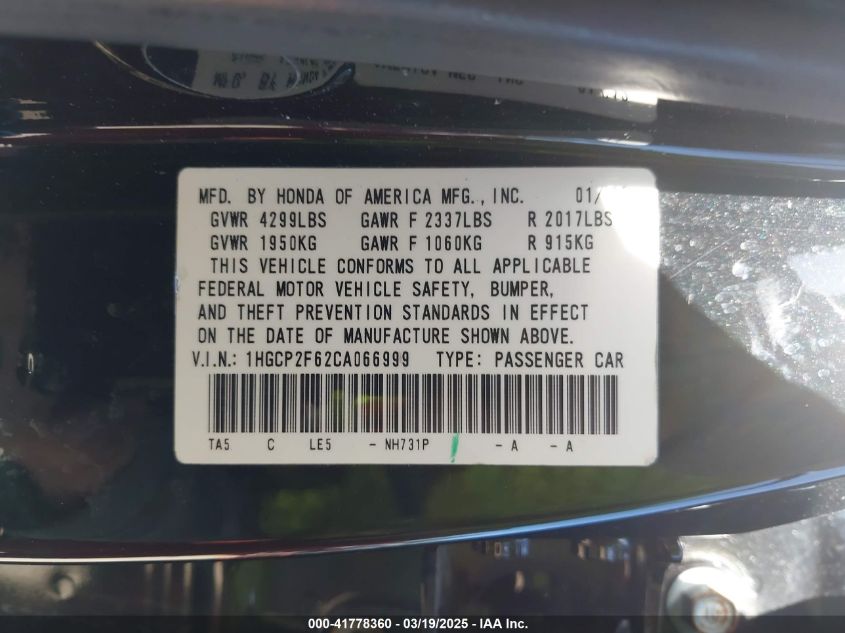 MFD. BY HONDA OF AMERICA MFG., INC. 01/
GVWR 4299LBS GAWR F 2337LBS R 2017LBS
GVWR 1950KG GAWR F 1060KG R 915KG
THIS VEHICLE CONFORMS TO ALL APPLICABLE
FEDERAL MOTOR VEHICLE SAFETY, BUMPER,
AND THEFT PREVENTION STANDARDS IN EFFECT
ON THE DATE OF MANUFACTURE SHOWN ABOVE.
V.I.N.: 1HGCP2F62CA066999 TYPE: PASSENGER CAR
TA5 C LE5 - NH731P - A - A
000-41778360 — 03/19/2025 — IAA Inc.